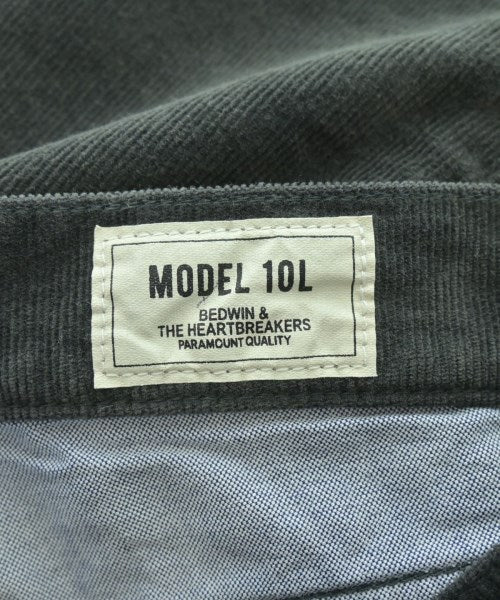 MODEL 10L
BEDWIN &
THE HEARTBREAKERS
PARAMOUNT QUALITY